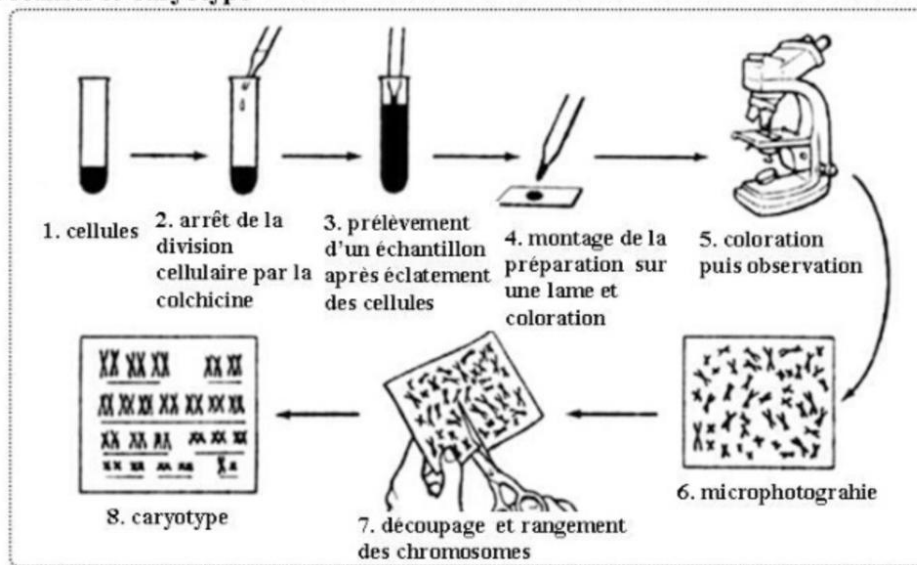 1. cellules
2. arrêt de la
division
cellulaire par la
colchicine
3. prélèvement
d'un échantillon
après éclatement
des cellules
4. montage de la
préparation sur
une lame et
coloration
5. coloration
puis observation
6. microphotograhie
7. découpage et rangement
des chromosomes
8. caryotype